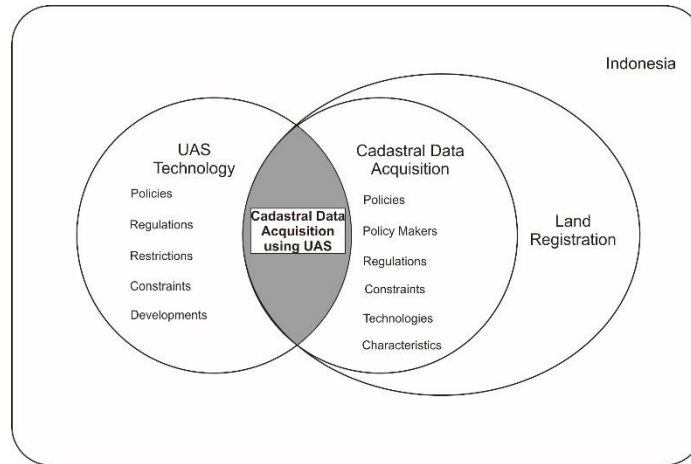 Indonesia
UAS
Technology
Policies
Regulations
Restrictions
Constraints
Developments
Cadastral Data
Acquisition
using UAS
Cadastral Data
Acquisition
Policies
Policy Makers
Regulations
Constraints
Technologies
Characteristics
Land
Registration